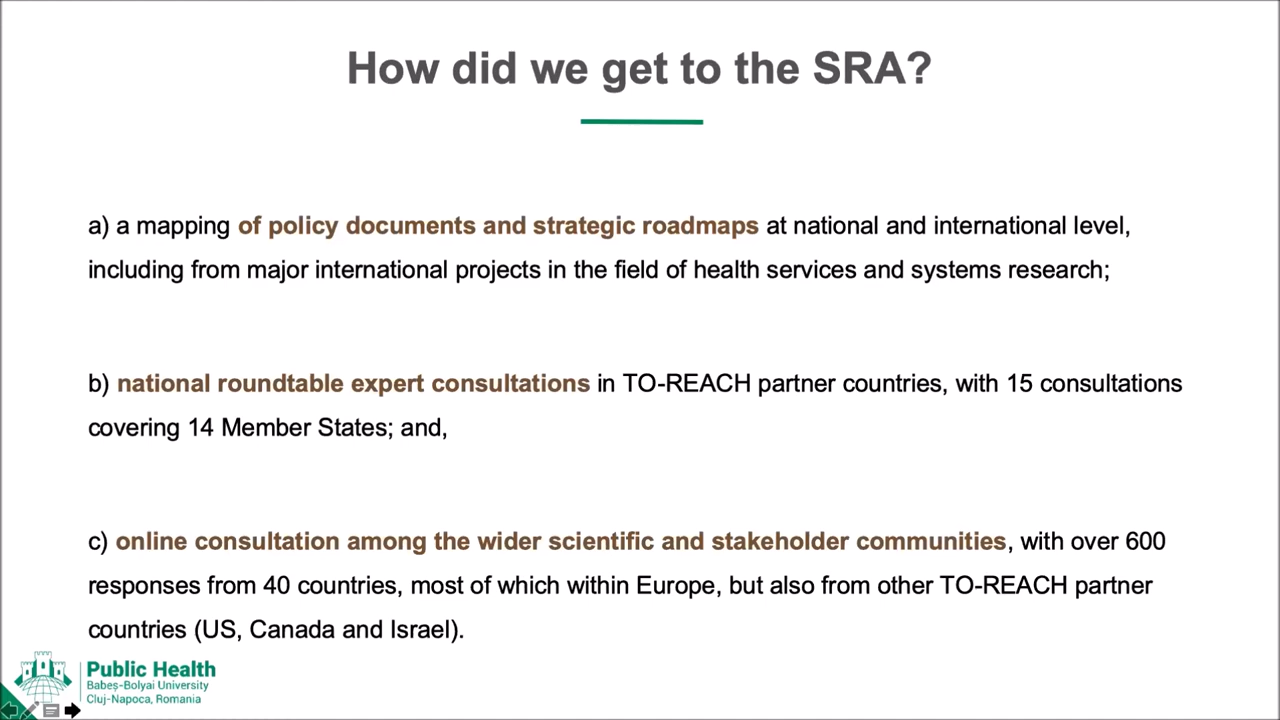 How did we get to the SRA?
a) a mapping of policy documents and strategic roadmaps at national and international level,
including from major international projects in the field of health services and systems research;
b) national roundtable expert consultations in TO-REACH partner countries, with 15 consultations
covering 14 Member States; and,
c) online consultation among the wider scientific and stakeholder communities, with over 600
responses from 40 countries, most of which within Europe, but also from other TO-REACH partner
countries (US, Canada and Israel).
Public Health
Babeș-Bolyai University
Cluj-Napoca, Romania